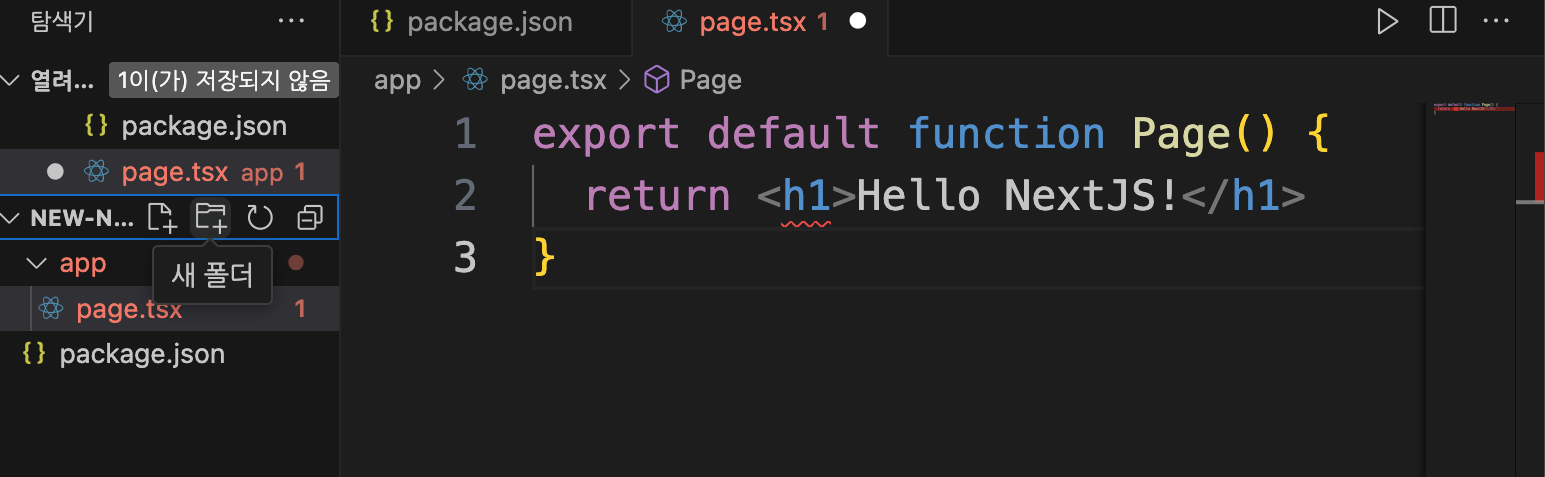 탐색기 ...
열려... 1이(가) 저장되지 않음
{} package.json
page.tsx app 1
NEW-N...
새 폴더
app
page.tsx 1
{} package.json
{} package.json
page.tsx 1
app > page.tsx > Page
1 export default function Page() {
2 return <h1>Hello NextJS!</h1>
3 }